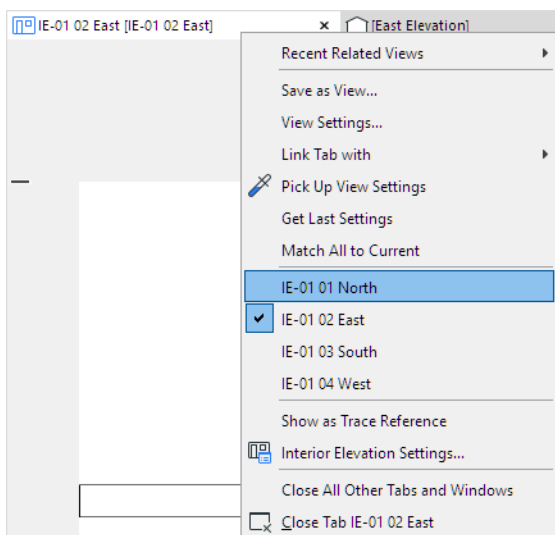 IE-01 02 East [IE-01 02 East] × [East Elevation]
Recent Related Views
Save as View...
View Settings...
Link Tab with
Pick Up View Settings
Get Last Settings
Match All to Current
IE-01 01 North
IE-01 02 East
IE-01 03 South
IE-01 04 West
Show as Trace Reference
Interior Elevation Settings...
Close All Other Tabs and Windows
Close Tab IE-01 02 East